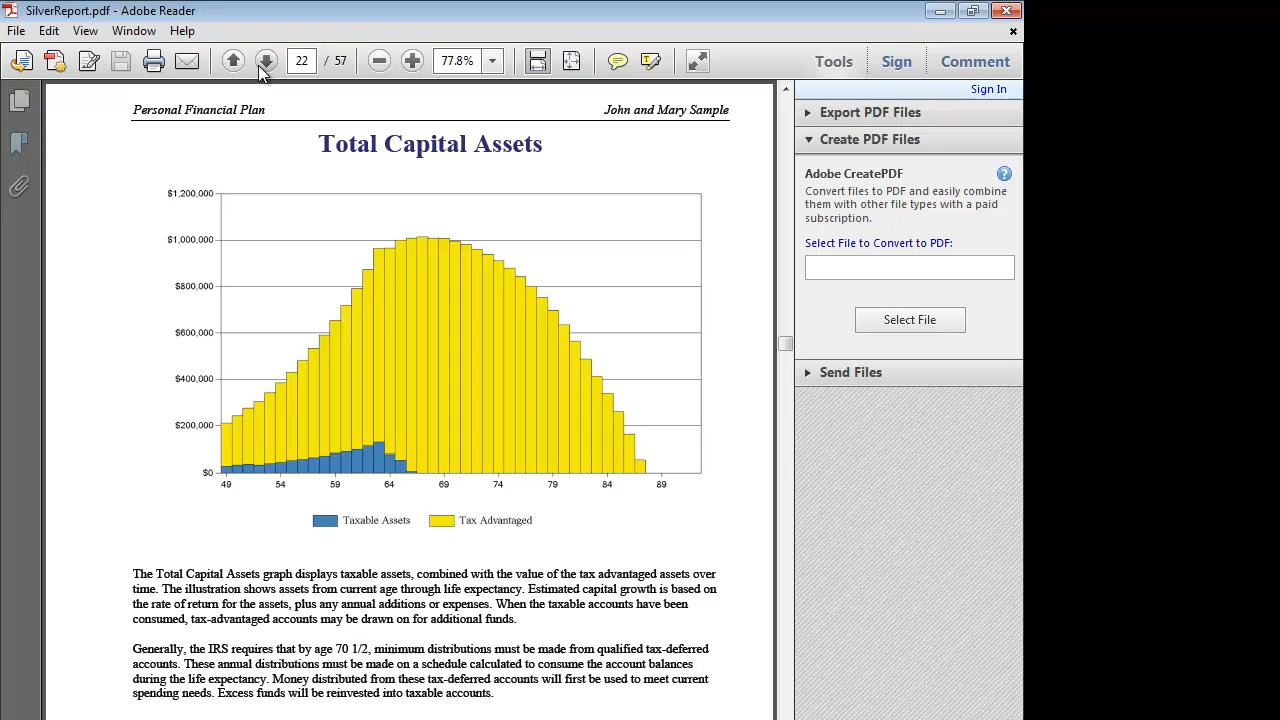 SilverReport.pdf - Adobe Reader
File Edit View Window Help
22 / 57 77.8% Tools Sign Comment
Sign In
Export PDF Files
Create PDF Files
Adobe CreatePDF
Convert files to PDF and easily combine
them with other file types with a paid
subscription.
Select File to Convert to PDF:
Select File
Send Files
Personal Financial Plan John and Mary Sample
Total Capital Assets
$1,200,000
$1,000,000
$800,000
$600,000
$400,000
$200,000
$0
49 54 59 64 69 74 79 84 89
Taxable Assets Tax Advantaged
The Total Capital Assets graph displays taxable assets, combined with the value of the tax advantaged assets over
time. The illustration shows assets from current age through life expectancy. Estimated capital growth is based on
the rate of return for the assets, plus any annual additions or expenses. When the taxable accounts have been
consumed, tax-advantaged accounts may be drawn on for additional funds.
Generally, the IRS requires that by age 70 1/2, minimum distributions must be made from qualified tax-deferred
accounts. These annual distributions must be made on a schedule calculated to consume the account balances
during the life expectancy. Money distributed from these tax-deferred accounts will first be used to meet current
spending needs. Excess funds will be reinvested into taxable accounts.